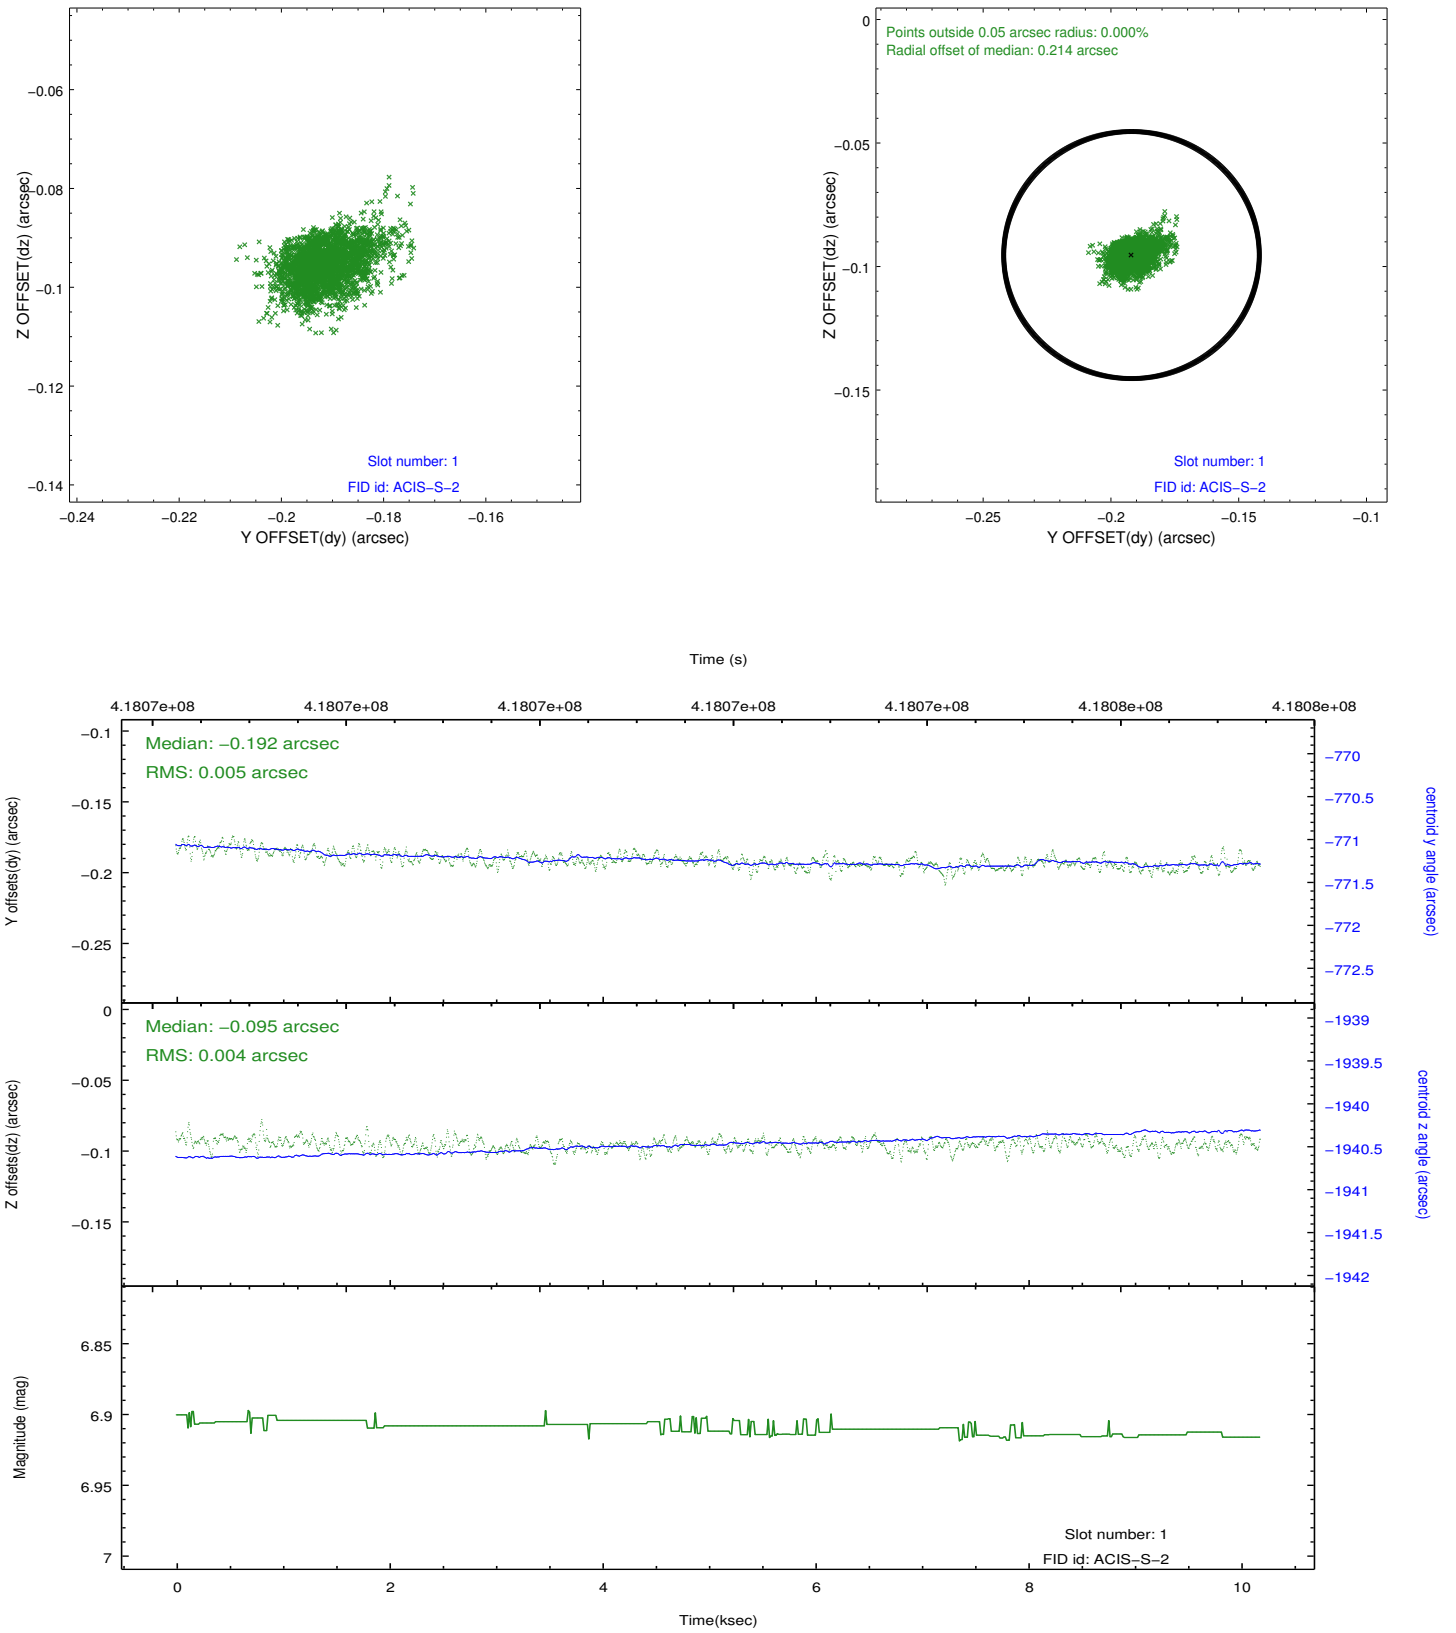 −0.06
−0.08
−0.1
−0.12
−0.14
Z OFFSET(dz) (arcsec)
Slot number: 1
FID id: ACIS−S−2
−0.24
−0.22
−0.2
−0.18
−0.16
Y OFFSET(dy) (arcsec)
Points outside 0.05 arcsec radius: 0.000%
Radial offset of median: 0.214 arcsec
0
−0.05
−0.1
−0.15
Z OFFSET(dz) (arcsec)
Slot number: 1
FID id: ACIS−S−2
−0.25
−0.2
−0.15
−0.1
Y OFFSET(dy) (arcsec)
Time (s)
4.1807e+08
4.1807e+08
4.1807e+08
4.1807e+08
4.1807e+08
4.1808e+08
4.1808e+08
Median: −0.192 arcsec
RMS: 0.005 arcsec
−0.1
−0.15
−0.2
−0.25
Y offsets(dy) (arcsec)
−770
−770.5
−771
−771.5
−772
−772.5
centroid y angle (arcsec)
Median: −0.095 arcsec
RMS: 0.004 arcsec
0
−0.05
−0.1
−0.15
Z offsets(dz) (arcsec)
−1939
−1939.5
−1940
−1940.5
−1941
−1941.5
−1942
centroid z angle (arcsec)
6.85
6.9
6.95
7
Magnitude (mag)
Slot number: 1
FID id: ACIS−S−2
0
2
4
6
8
10
Time(ksec)